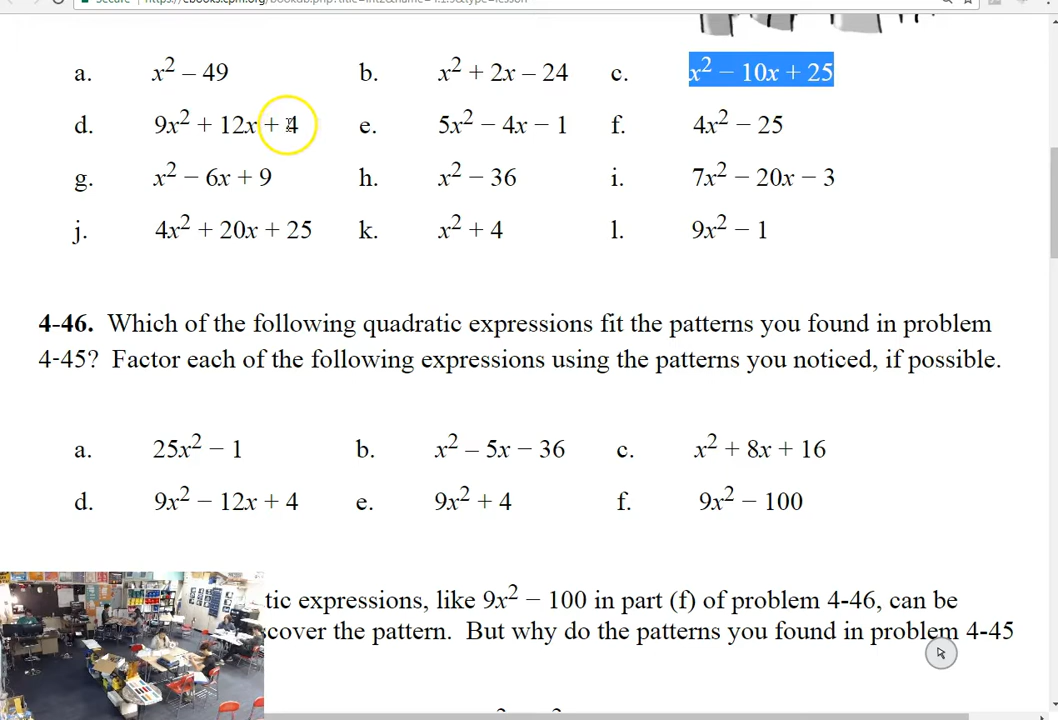 a. x² – 49 b. x² + 2x – 24 c. x² − 10x + 25
d. 9x² + 12x + 4 e. 5x² − 4x − 1 f. 4x² − 25
g. x² − 6x + 9 h. x² − 36 i. 7x² − 20x − 3
j. 4x² + 20x + 25 k. x² + 4 l. 9x² − 1
4-46. Which of the following quadratic expressions fit the patterns you found in problem
4-45? Factor each of the following expressions using the patterns you noticed, if possible.
a. 25x² − 1 b. x² – 5x − 36 c. x² + 8x + 16
d. 9x² − 12x + 4 e. 9x² + 4 f. 9x² − 100
tic expressions, like 9x² − 100 in part (f) of problem 4-46, can be
cover the pattern. But why do the patterns you found in problem 4-45